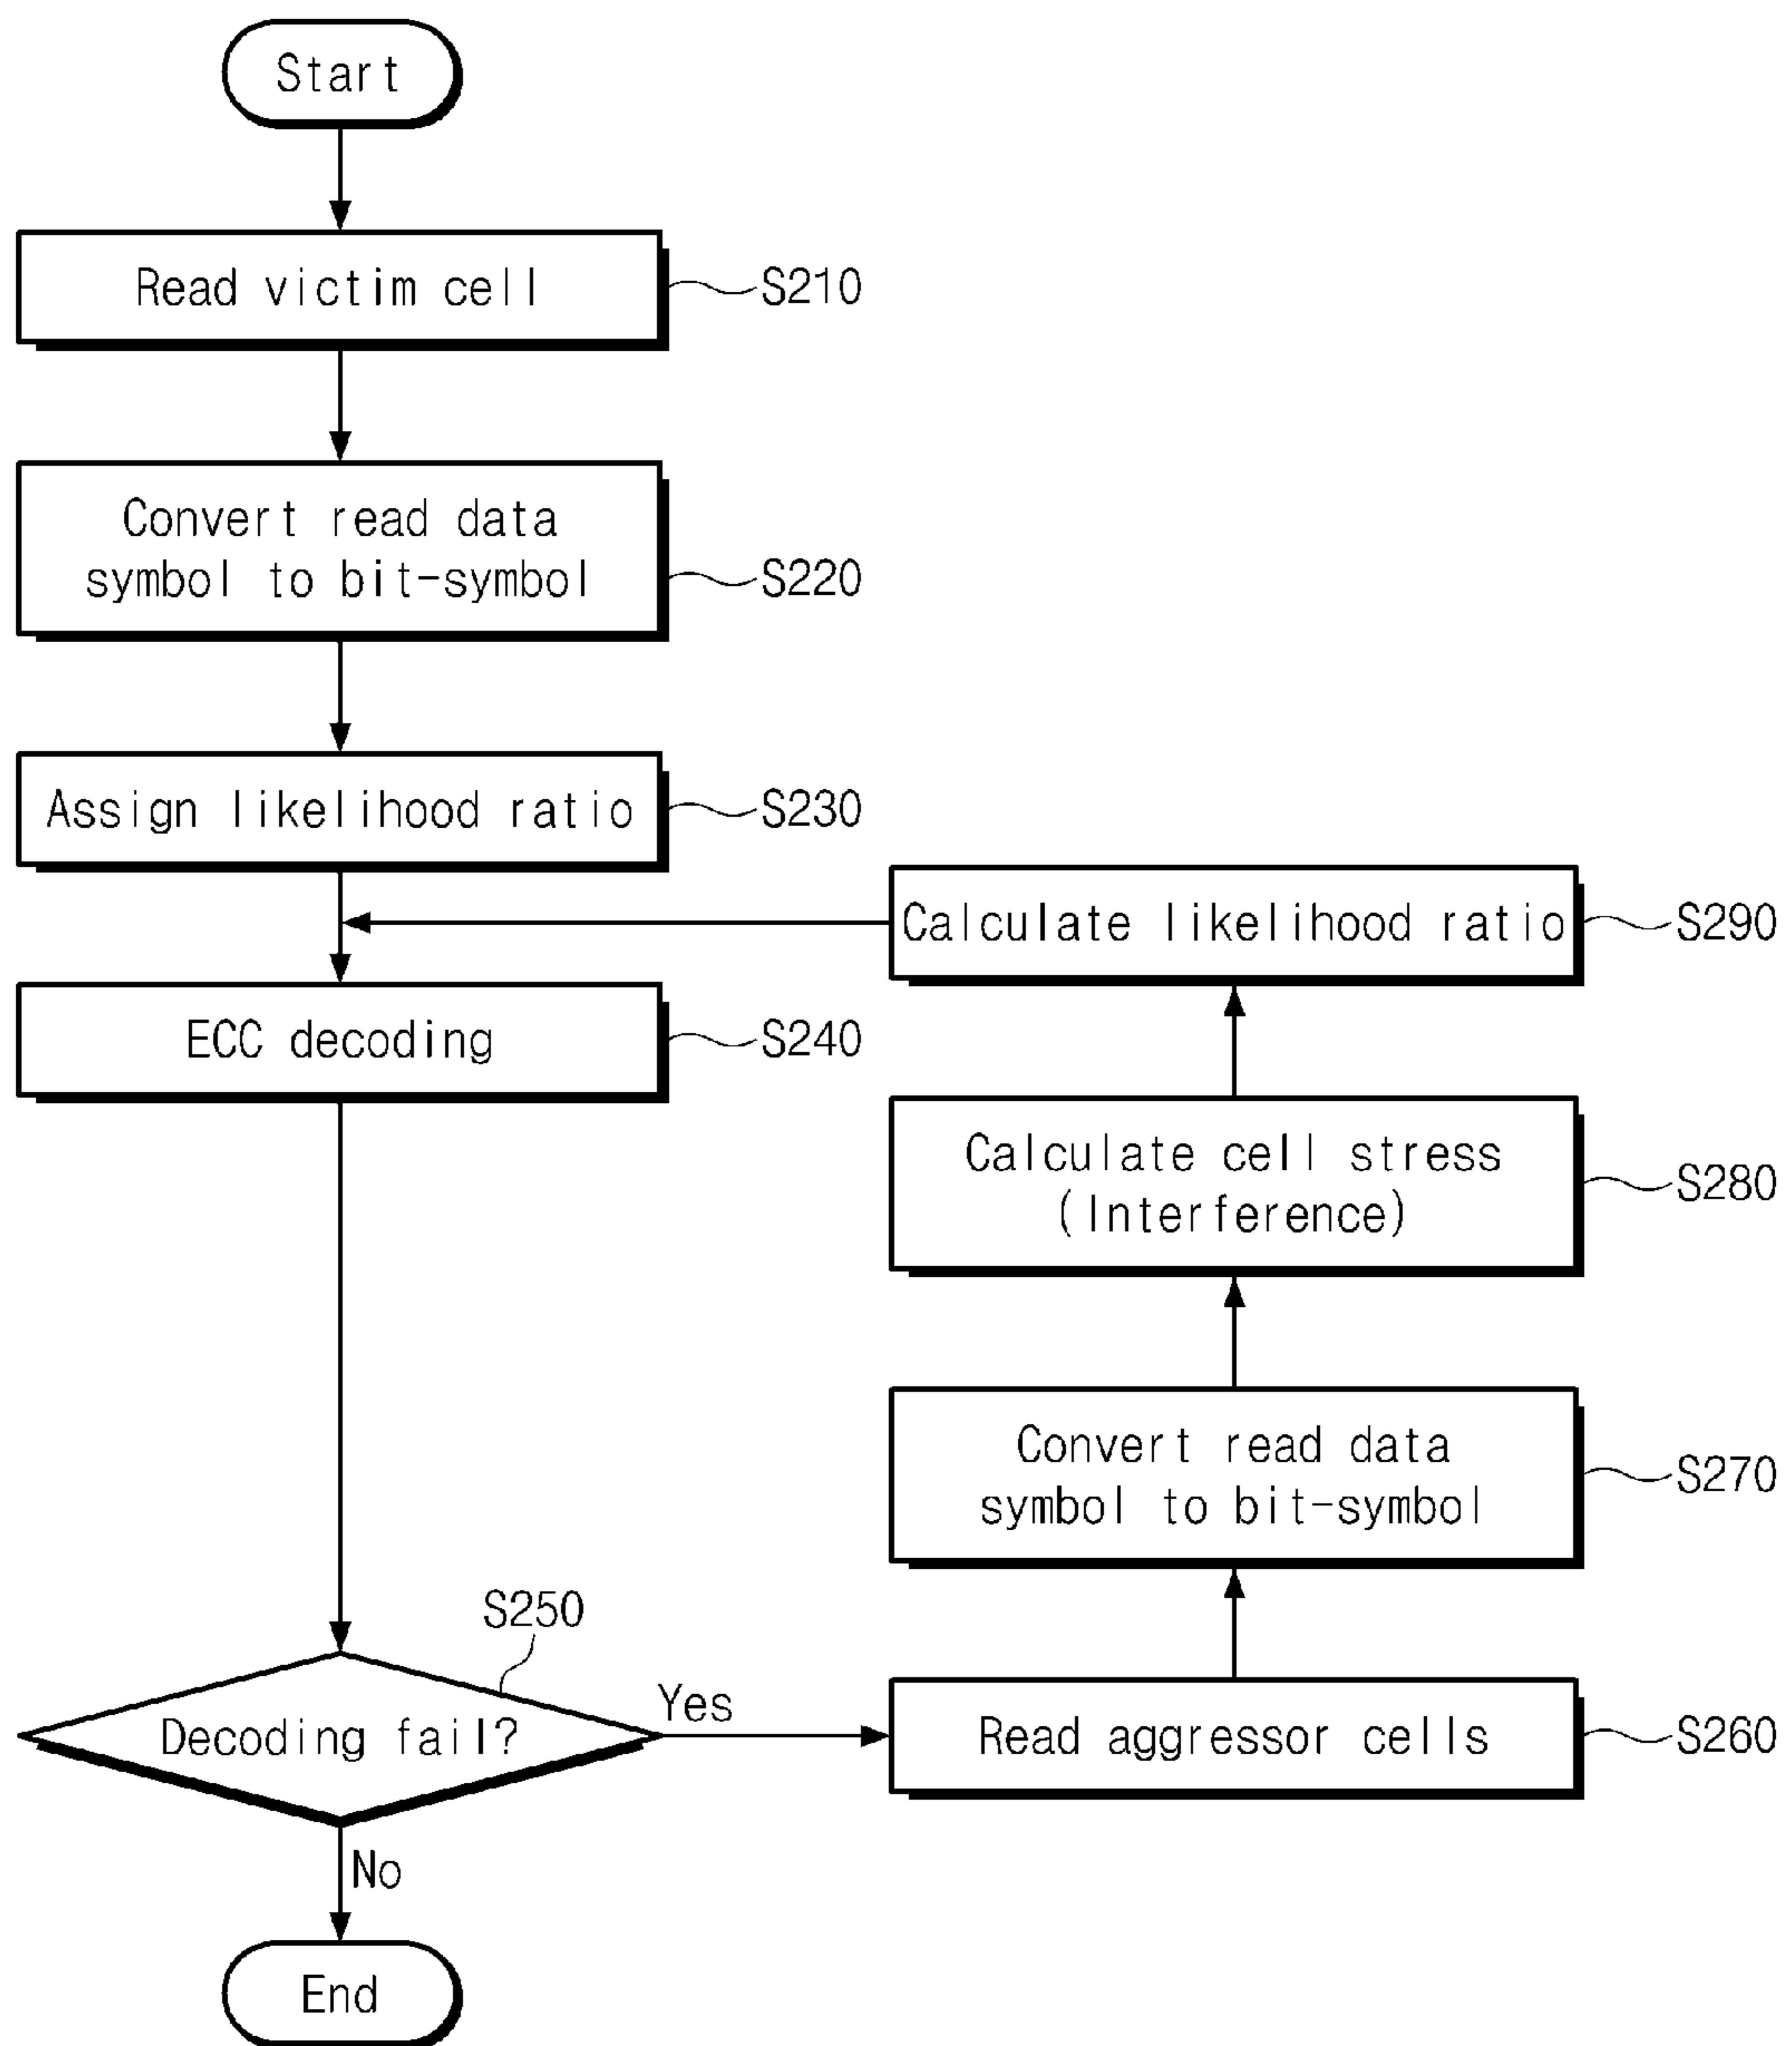 Start
Read victim cell
S210
Convert read data
symbol to bit-symbol
S220
Assign likelihood ratio
S230
Calculate likelihood ratio
S290
ECC decoding
S240
Calculate cell stress
(Interference)
S280
Convert read data
symbol to bit-symbol
S270
S250
Decoding fail?
Yes
Read aggressor cells
S260
No
End